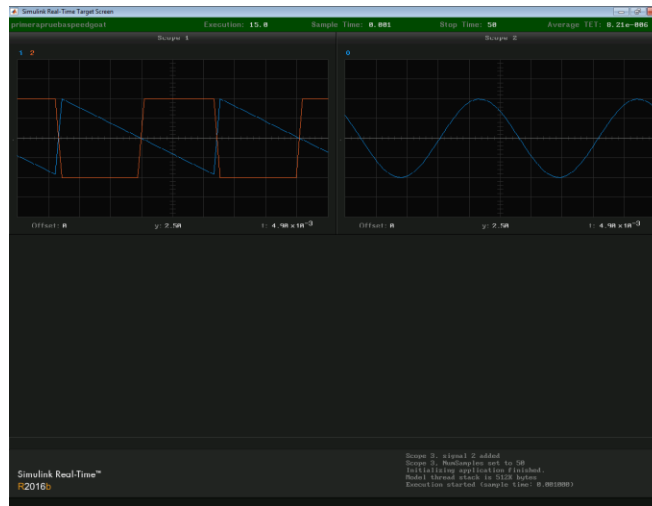 Simulink Real-Time Target Screen
primerapruebaspeedgoat Execution: 15.0 Sample Time: 0.001 Stop Time: 50 Average TET: 8.21e-006
Scope 1 Scope 2
1 2 0
Offset: 0 y: 2.50 t: 4.90 x10-3 Offset: 0 y: 2.50 t: 4.90 x10-3
Scope 3, signal 2 added
Scope 3, NumSamples set to 50
Initializing application finished.
Model thread stack is 512K bytes
Execution started (sample time: 0.001000)
Simulink Real-Time™
R2016b